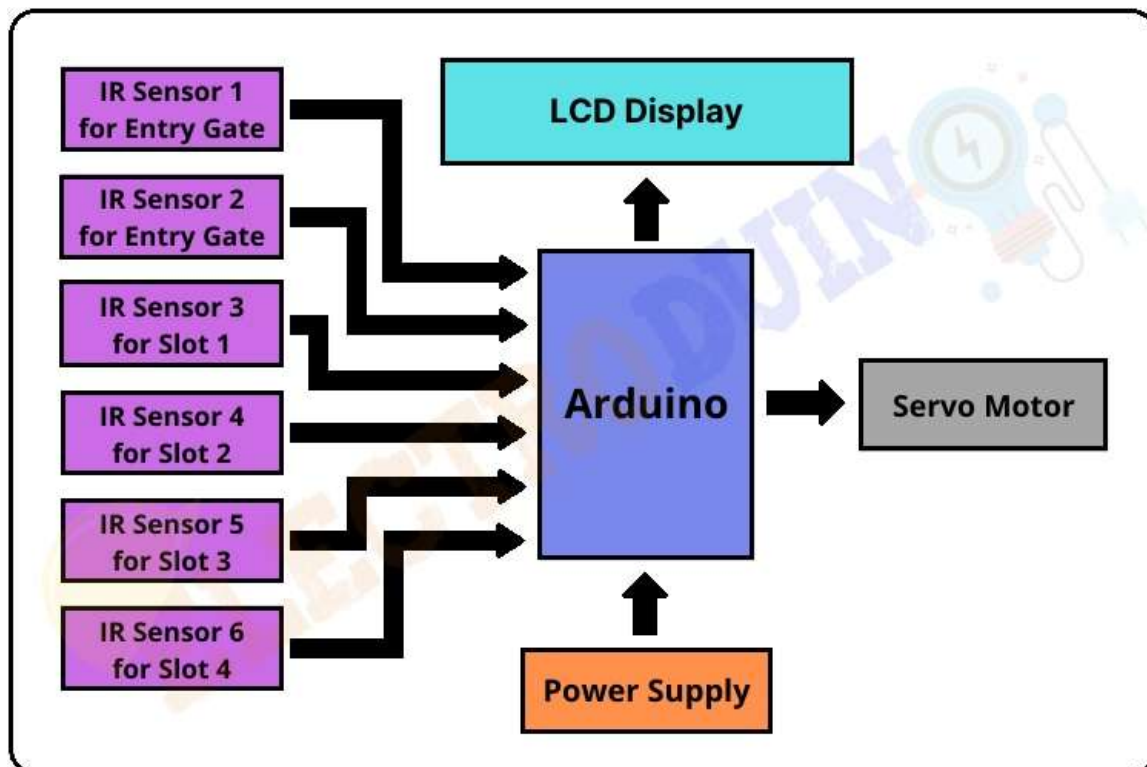 IR Sensor 1
for Entry Gate
IR Sensor 2
for Entry Gate
IR Sensor 3
for Slot 1
IR Sensor 4
for Slot 2
IR Sensor 5
for Slot 3
IR Sensor 6
for Slot 4
LCD Display
Arduino
Servo Motor
Power Supply
ELECTRODUINO